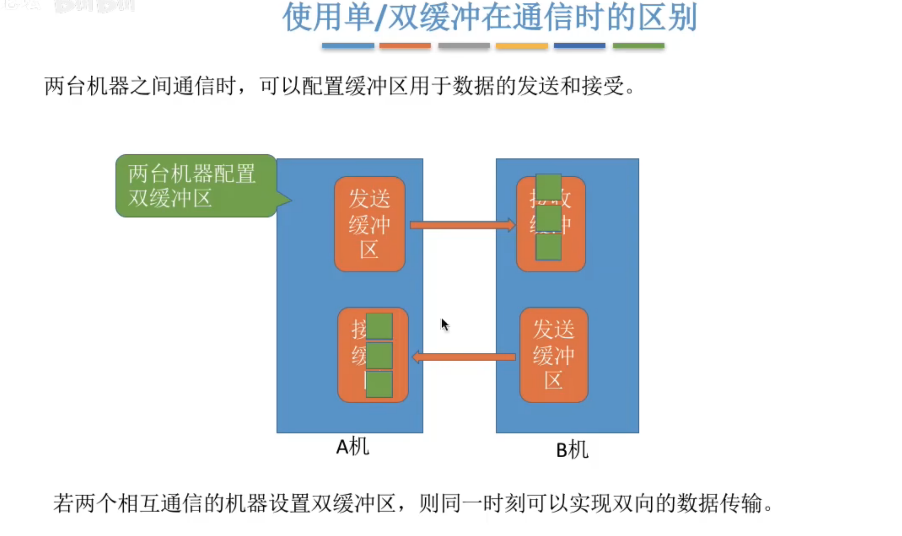 使用单/双缓冲在通信时的区别
两台机器之间通信时，可以配置缓冲区用于数据的发送和接受。
两台机器配置
双缓冲区
发送
缓冲
区
接
缓
发送
缓冲
区
A机
B机
若两个相互通信的机器设置双缓冲区，则同一时刻可以实现双向的数据传输。